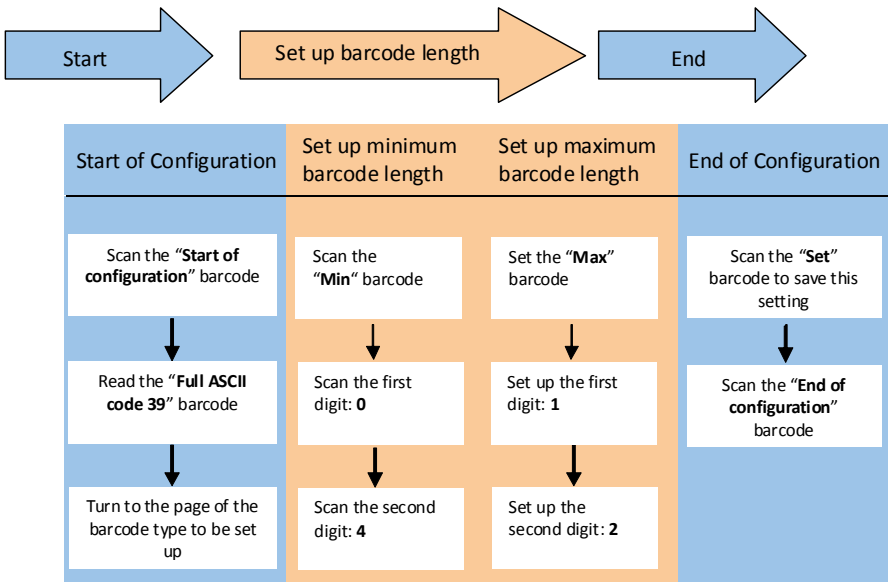 Start
Set up barcode length
End
Start of Configuration
Set up minimum
barcode length
Set up maximum
barcode length
End of Configuration
Scan the “Start of
configuration” barcode
Read the “Full ASCII
code 39” barcode
Turn to the page of the
barcode type to be set
up
Scan the
“Min“ barcode
Scan the first
digit: 0
Scan the second
digit: 4
Set the “Max”
barcode
Set up the first
digit: 1
Set up the
second digit: 2
Scan the “Set”
barcode to save this
setting
Scan the “End of
configuration”
barcode